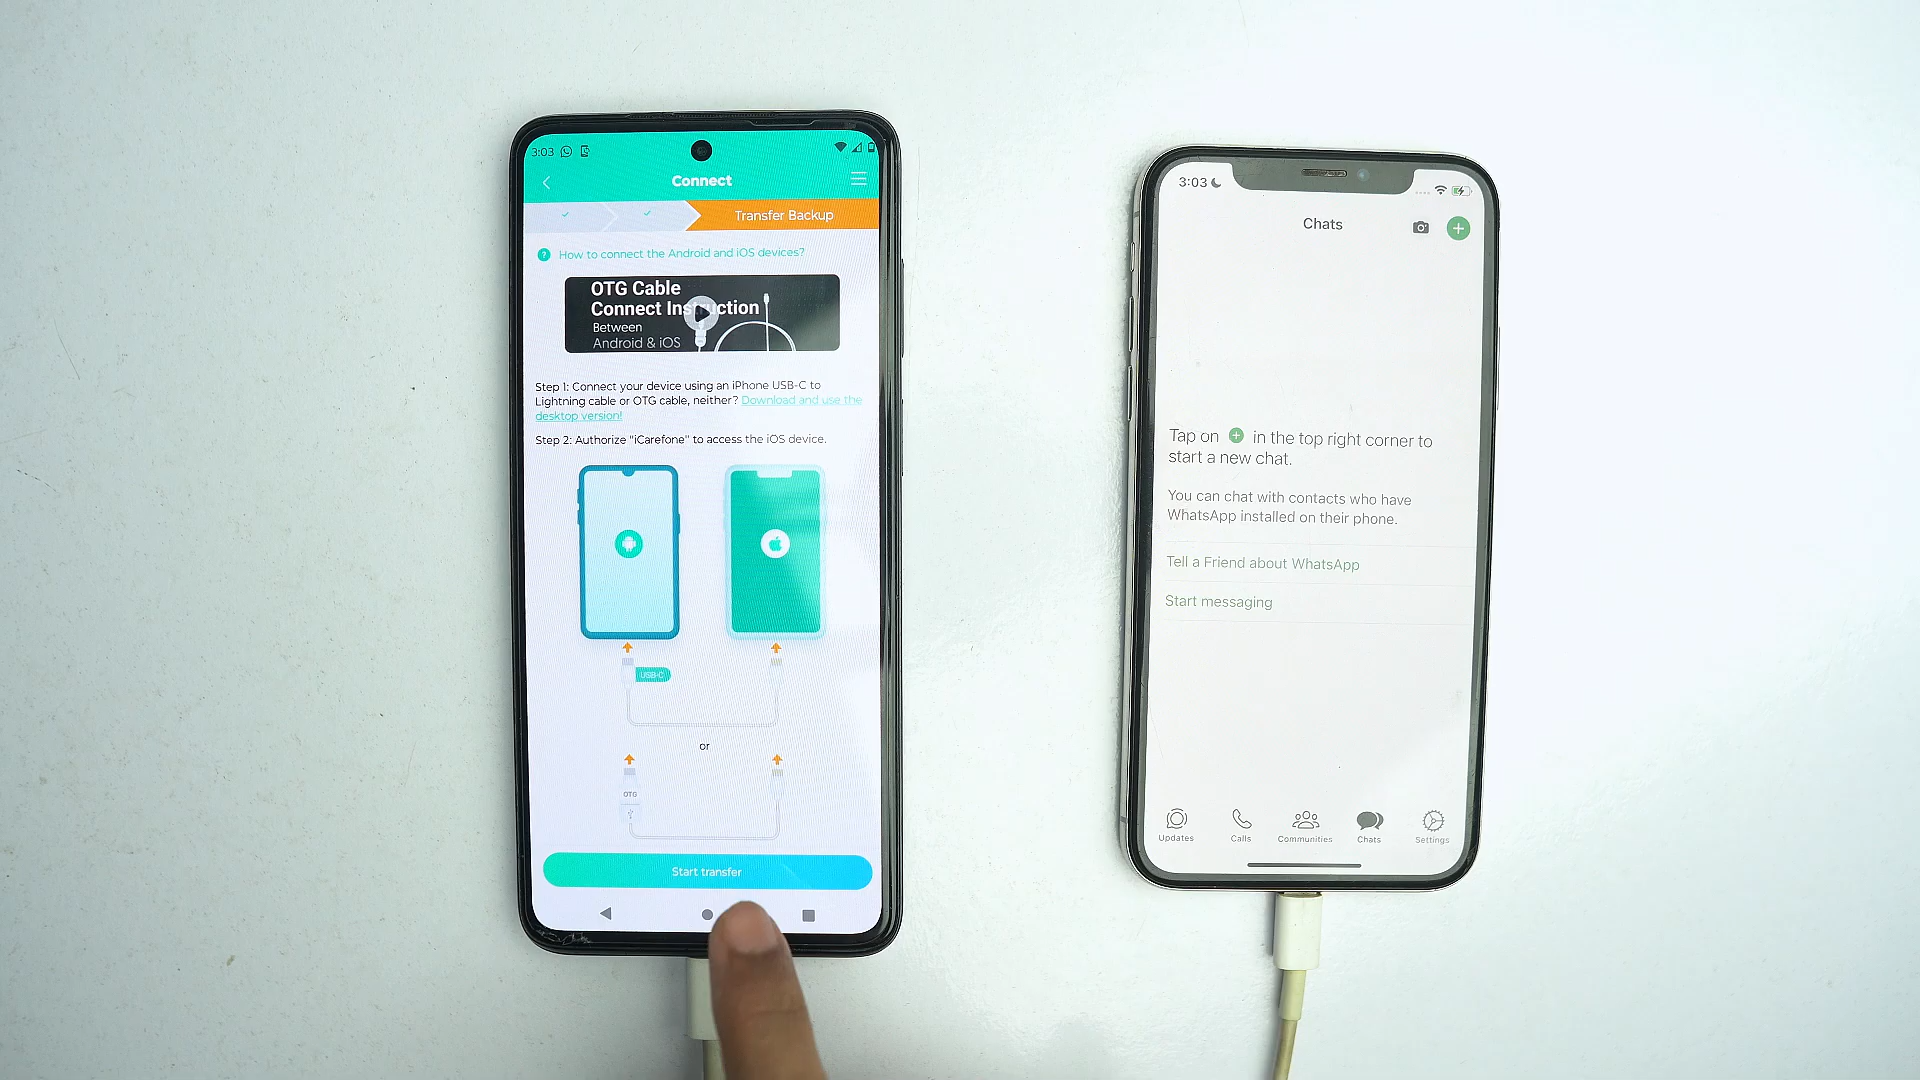 3:03
Connect
Transfer Backup
? How to connect the Android and iOS devices?
OTG Cable
Connect Instruction
Between
Android & iOS
Step 1: Connect your device using an iPhone USB-C to
Lightning cable or OTG cable, neither? Download and use the
desktop version!
Step 2: Authorize "iCarefone" to access the iOS device.
USB-C
or
OTG
Start transfer
3:03
Chats
Tap on + in the top right corner to
start a new chat.
You can chat with contacts who have
WhatsApp installed on their phone.
Tell a Friend about WhatsApp
Start messaging
Updates Calls Communities Chats Settings